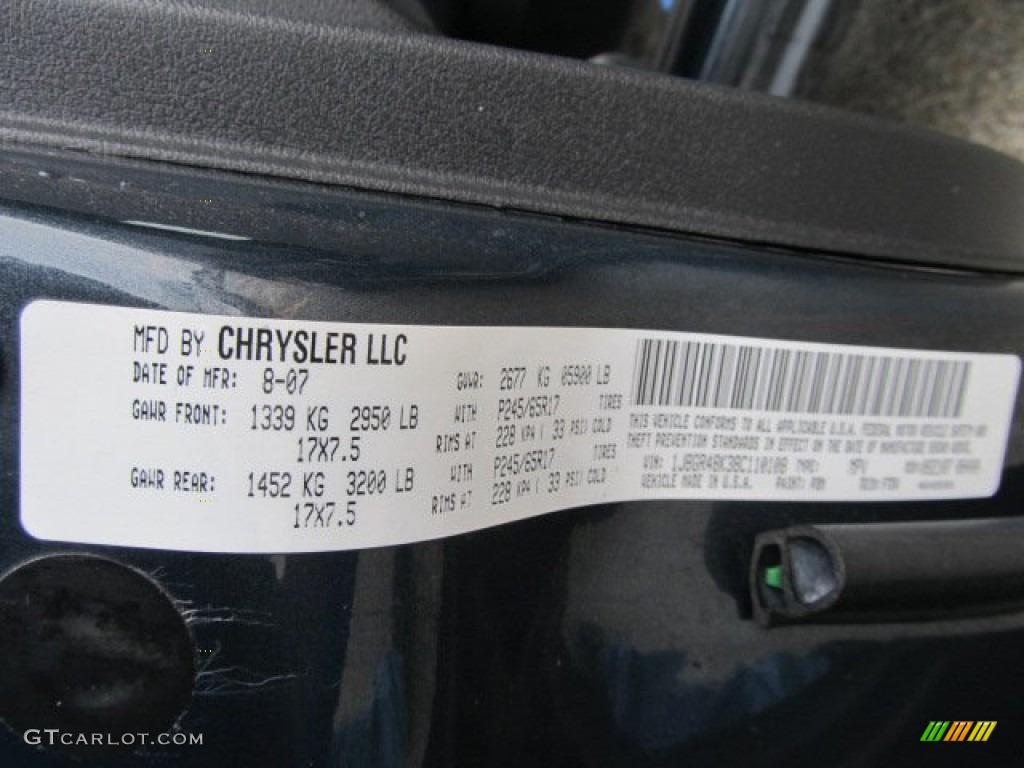 MFD BY CHRYSLER LLC
DATE OF MFR: 8-07
GVWR: 2677 KG 05900 LB
GAWR FRONT: 1339 KG 2950 LB WITH P245/65R17 TIRES
17X7.5 RIMS AT 228 KPA ( 33 PSI) COLD
GAWR REAR: 1452 KG 3200 LB WITH P245/65R17 TIRES
17X7.5 RIMS AT 228 KPA ( 33 PSI) COLD
THIS VEHICLE CONFORMS TO ALL APPLICABLE U.S.A. FEDERAL MOTOR VEHICLE SAFETY AND
THEFT PREVENTION STANDARDS IN EFFECT ON THE DATE OF MANUFACTURE SHOWN ABOVE.
VIN: TYPE: MPV
VEHICLE MADE IN U.S.A. PAINT:
GTCARLOT.COM